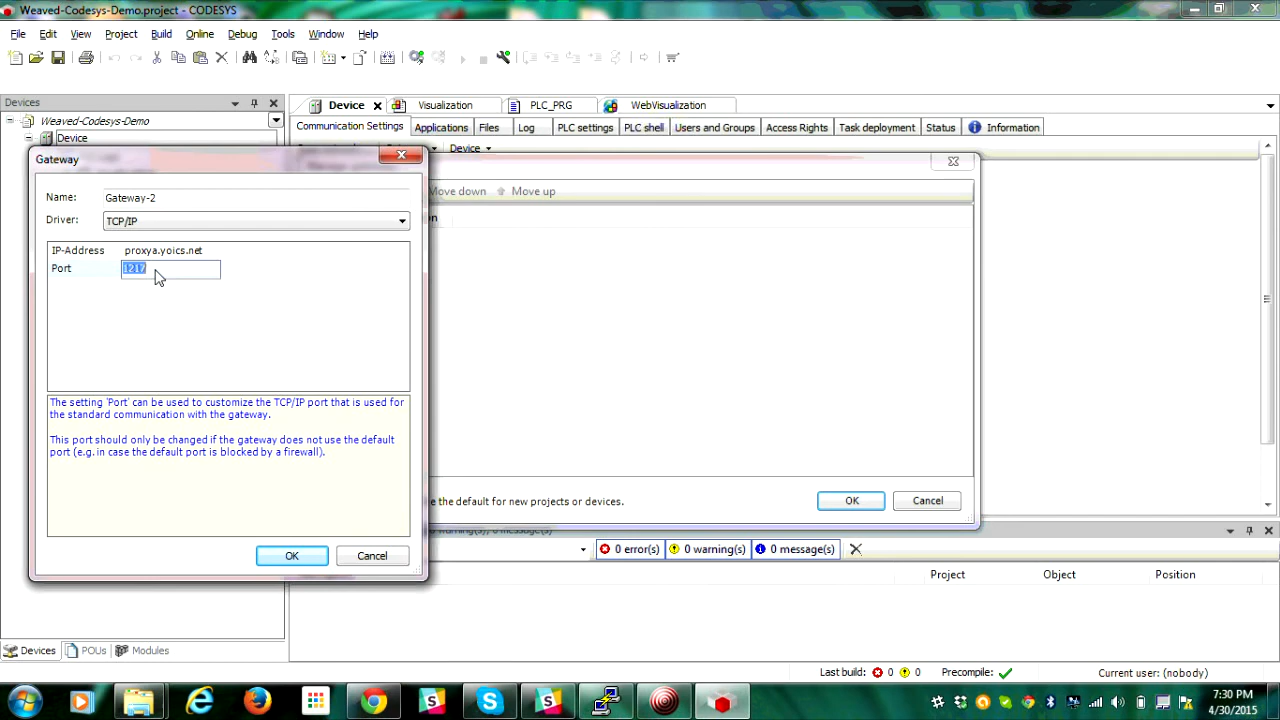 Weaved-Codesys-Demo.project - CODESYS
File Edit View Project Build Online Debug Tools Window Help
Devices
Weaved-Codesys-Demo
Device
Device Visualization PLC_PRG WebVisualization
Communication Settings Applications Files Log PLC settings PLC shell Users and Groups Access Rights Task deployment Status Information
Device
Gateway
Name: Gateway-2
Driver: TCP/IP
IP-Address proxya.yoics.net
Port 1217
The setting 'Port' can be used to customize the TCP/IP port that is used for
the standard communication with the gateway.
This port should only be changed if the gateway does not use the default
port (e.g. in case the default port is blocked by a firewall).
OK Cancel
Move down Move up
e the default for new projects or devices.
OK Cancel
0 error(s) 0 warning(s) 0 message(s)
Project Object Position
Devices POUs Modules
Last build: 0 0 Precompile: Current user: (nobody)
7:30 PM
4/30/2015